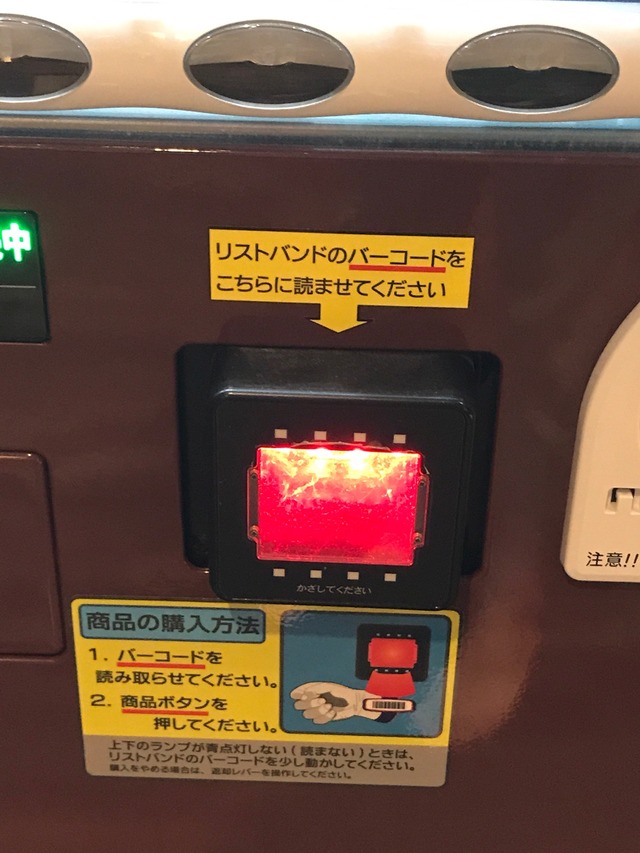 中
リストバンドのバーコードを
こちらに読ませてください
かざしてください
商品の購入方法
1. バーコードを
読み取らせてください。
2. 商品ボタンを
押してください。
上下のランプが青点灯しない(読まない)ときは、
リストバンドのバーコードを少し動かしてください。
購入をやめる場合は、返却レバーを操作してください。
注意!!